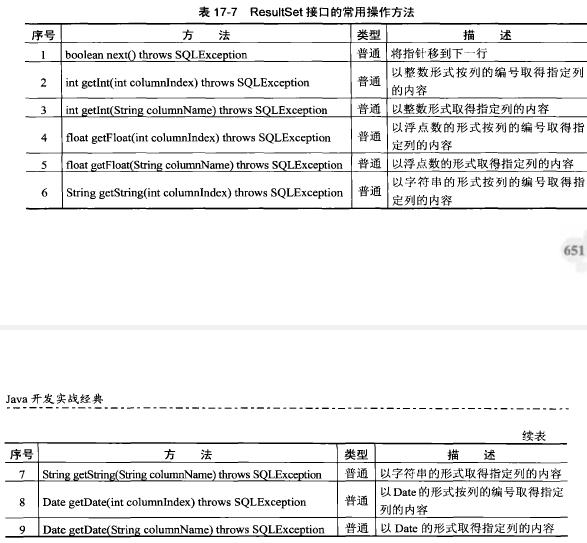 表 17-7 ResultSet 接口的常用操作方法
序号 方 法 类型 描 述
1 boolean next() throws SQLException 普通 将指针移到下一行
2 int getInt(int columnIndex) throws SQLException 普通 以整数形式按列的编号取得指定列
的内容
3 int getInt(String columnName) throws SQLException 普通 以整数形式取得指定列的内容
4 float getFloat(int columnIndex) throws SQLException 普通 以浮点数的形式按列的编号取得指
定列的内容
5 float getFloat(String columnName) throws SQLException 普通 以浮点数的形式取得指定列的内容
6 String getString(int columnIndex) throws SQLException 普通 以字符串的形式按列的编号取得指
定列的内容
651
Java 开发实战经典
续表
序号 方 法 类型 描 述
7 String getString(String columnName) throws SQLException 普通 以字符串的形式取得指定列的内容
8 Date getDate(int columnIndex) throws SQLException 普通 以 Date 的形式按列的编号取得指定
列的内容
9 Date getDate(String columnName) throws SQLException 普通 以 Date 的形式取得指定列的内容